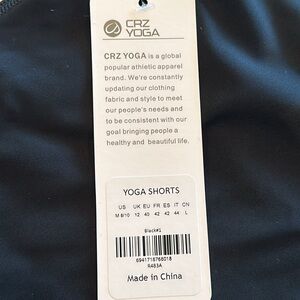 CRZ
YOGA
CRZ YOGA is a global
popular athletic apparel
brand. We're constantly
updating our clothing
fabric and style to meet
our people's needs and
to be consistent with our
goal bringing people a
healthy and beautiful life.
YOGA SHORTS
US UK EU FR ES IT CN
M 8/10 12 40 42 42 44 L
Black#1
6941718766018
R483A
Made in China